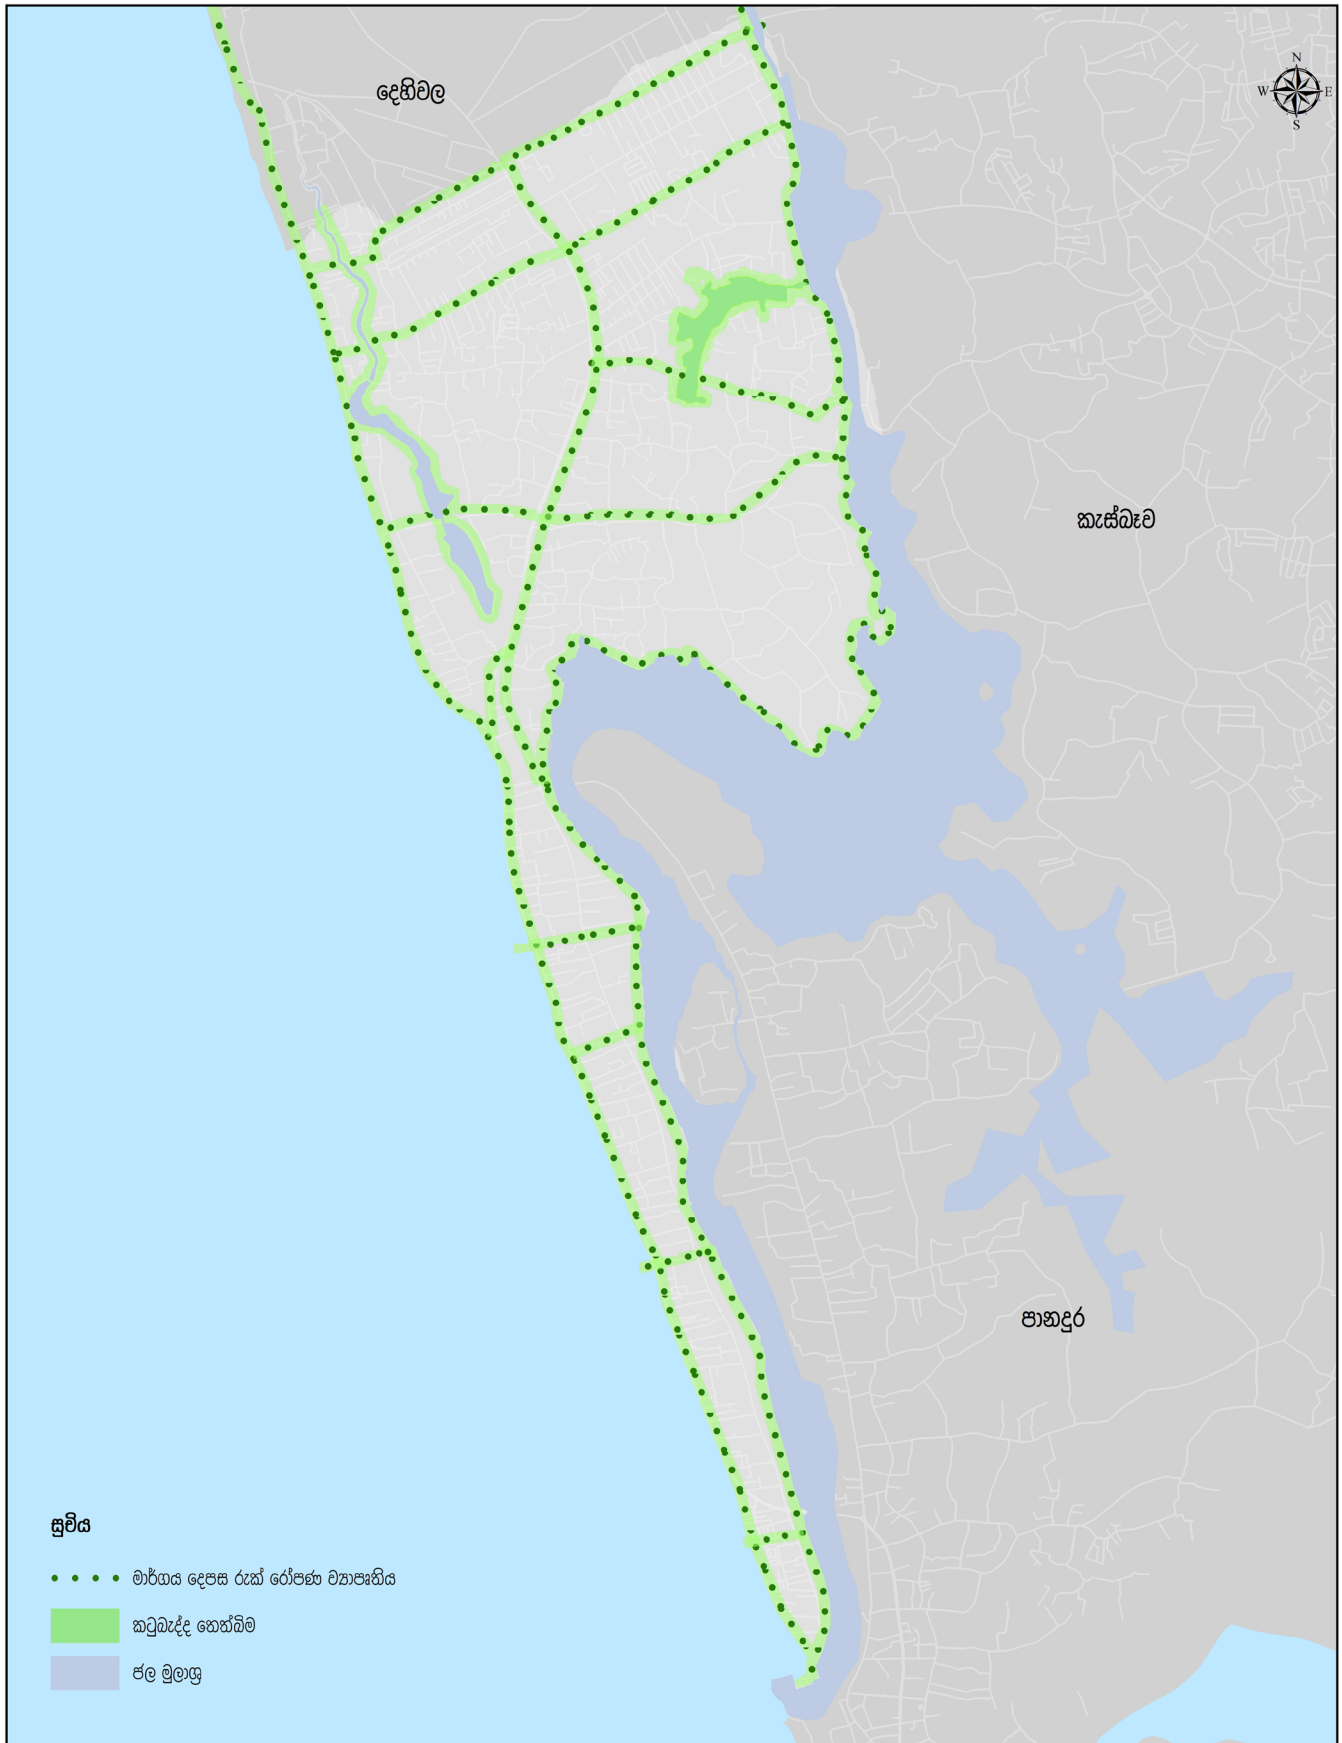 දෙහිවල
N
W E
S
කැස්බෑව
පානදුර
සුචිය
මාර්ගය දෙපස රුක් රෝපණ ව්‍යාපෘතිය
කටුබැද්ද තෙත්බිම
ජල මුලාශ්‍ර